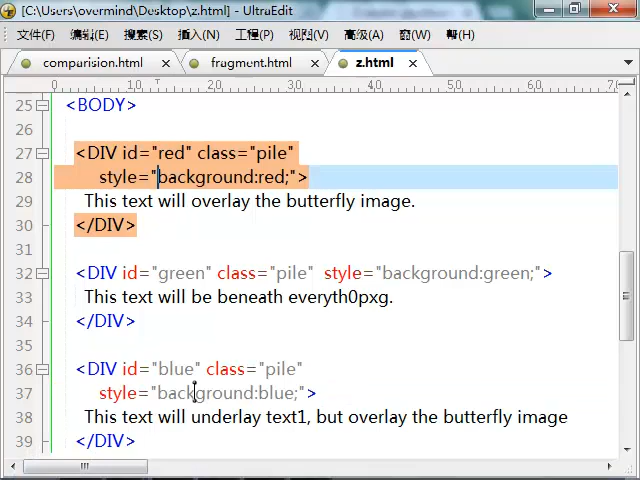 [C:\Users\overmind\Desktop\z.html] - UltraEdit
文件(F) 编辑(E) 搜索(S) 插入(N) 工程(P) 视图(V) 高级(A) 窗(W) 帮(H)
compurision.html frugment.html z.html
0 10 20 30 40 50 60 70
25 <BODY>
26
27 <DIV id="red" class="pile"
28 style="background:red;">
29 This text will overlay the butterfly image.
30 </DIV>
31
32 <DIV id="green" class="pile" style="background:green;">
33 This text will be beneath everyth0pxg.
34 </DIV>
35
36 <DIV id="blue" class="pile"
37 style="background:blue;">
38 This text will underlay text1, but overlay the butterfly image
39 </DIV>